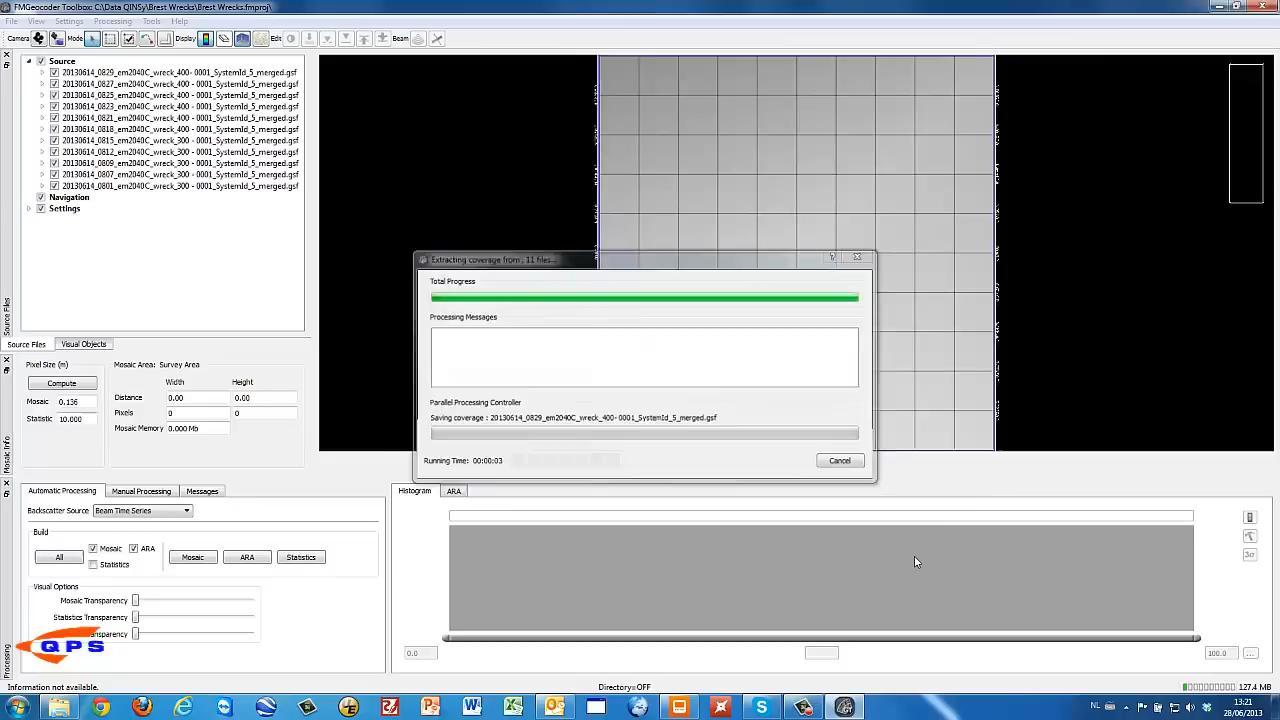 FMGeocoder Toolbox: C:\Data QINSy\Brest Wrecks\Brest Wrecks.fmproj
File View Settings Processing Tools Help
Camera Mode Display Edit Beam
Source
20130614_0829_em2040C_wreck_400- 0001_SystemId_5_merged.gsf
20130614_0827_em2040C_wreck_400 - 0001_SystemId_5_merged.gsf
20130614_0825_em2040C_wreck_400 - 0001_SystemId_5_merged.gsf
20130614_0823_em2040C_wreck_400 - 0001_SystemId_5_merged.gsf
20130614_0821_em2040C_wreck_400 - 0001_SystemId_5_merged.gsf
20130614_0818_em2040C_wreck_400 - 0001_SystemId_5_merged.gsf
20130614_0815_em2040C_wreck_300 - 0001_SystemId_5_merged.gsf
20130614_0812_em2040C_wreck_300 - 0001_SystemId_5_merged.gsf
20130614_0809_em2040C_wreck_300 - 0001_SystemId_5_merged.gsf
20130614_0807_em2040C_wreck_300 - 0001_SystemId_5_merged.gsf
20130614_0801_em2040C_wreck_300 - 0001_SystemId_5_merged.gsf
Navigation
Settings
Source Files
Source Files Visual Objects
Extracting coverage from , 11 files...
Total Progress
Processing Messages
Parallel Processing Controller
Saving coverage : 20130614_0829_em2040C_wreck_400- 0001_SystemId_5_merged.gsf
Running Time: 00:00:03
Cancel
Mosaic Info
Pixel Size (m) Mosaic Area: Survey Area
Compute Width Height
Distance 0.00 0.00
Mosaic 0.136
Pixels 0 0
Statistic 10.000
Mosaic Memory 0.000 Mb
Processing
Automatic Processing Manual Processing Messages
Backscatter Source Beam Time Series
Build
All Mosaic ARA Mosaic ARA Statistics
Statistics
Visual Options
Mosaic Transparency
Statistics Transparency
QPS
Histogram ARA
3σ
0.0 100.0 ...
Information not available. Directory=OFF 127.4 MB
NL 13:21
28/06/2013